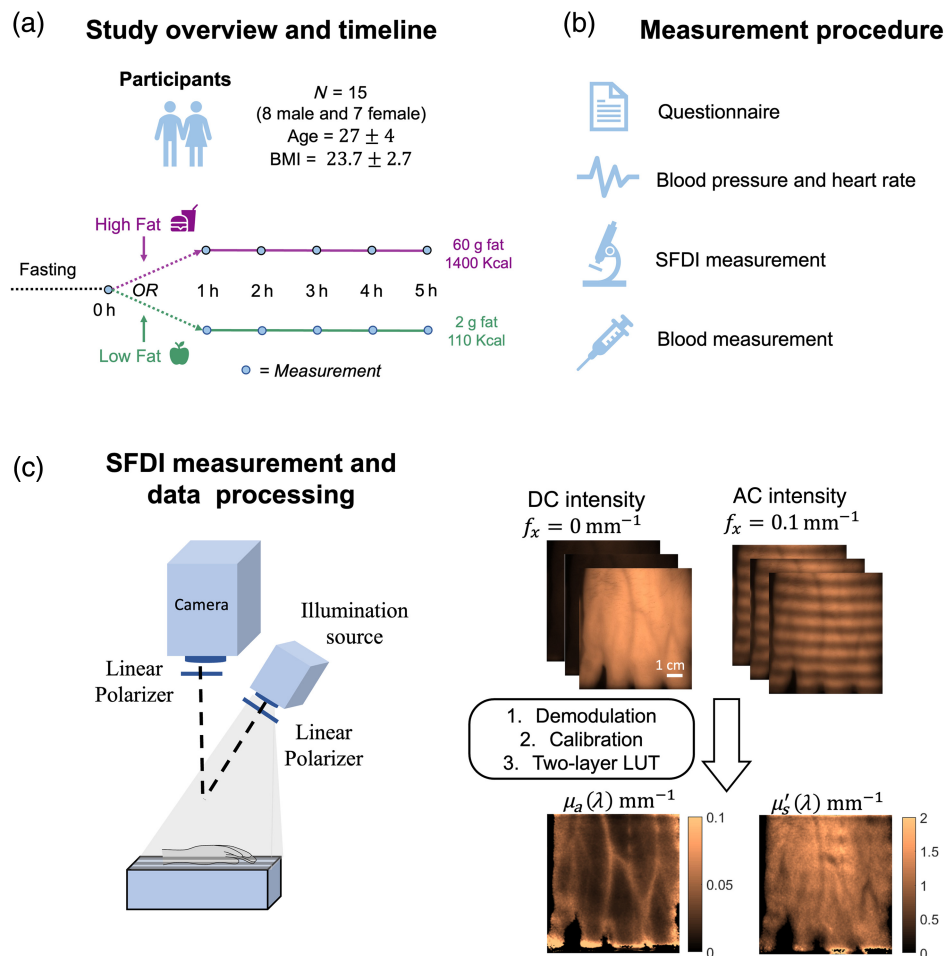 (a)
Study overview and timeline
Participants
N = 15
(8 male and 7 female)
Age = 27 ± 4
BMI = 23.7 ± 2.7
High Fat
60 g fat
1400 Kcal
Fasting
OR
0 h
1 h
2 h
3 h
4 h
5 h
2 g fat
110 Kcal
Low Fat
= Measurement
(b)
Measurement procedure
Questionnaire
Blood pressure and heart rate
SFDI measurement
Blood measurement
(c)
SFDI measurement and
data processing
Camera
Illumination
source
Linear
Polarizer
Linear
Polarizer
DC intensity
fₓ = 0 mm⁻¹
AC intensity
fₓ = 0.1 mm⁻¹
1 cm
1. Demodulation
2. Calibration
3. Two-layer LUT
μₐ(λ) mm⁻¹
0.1
0.05
0
μₛ′(λ) mm⁻¹
2
1.5
1
0.5
0